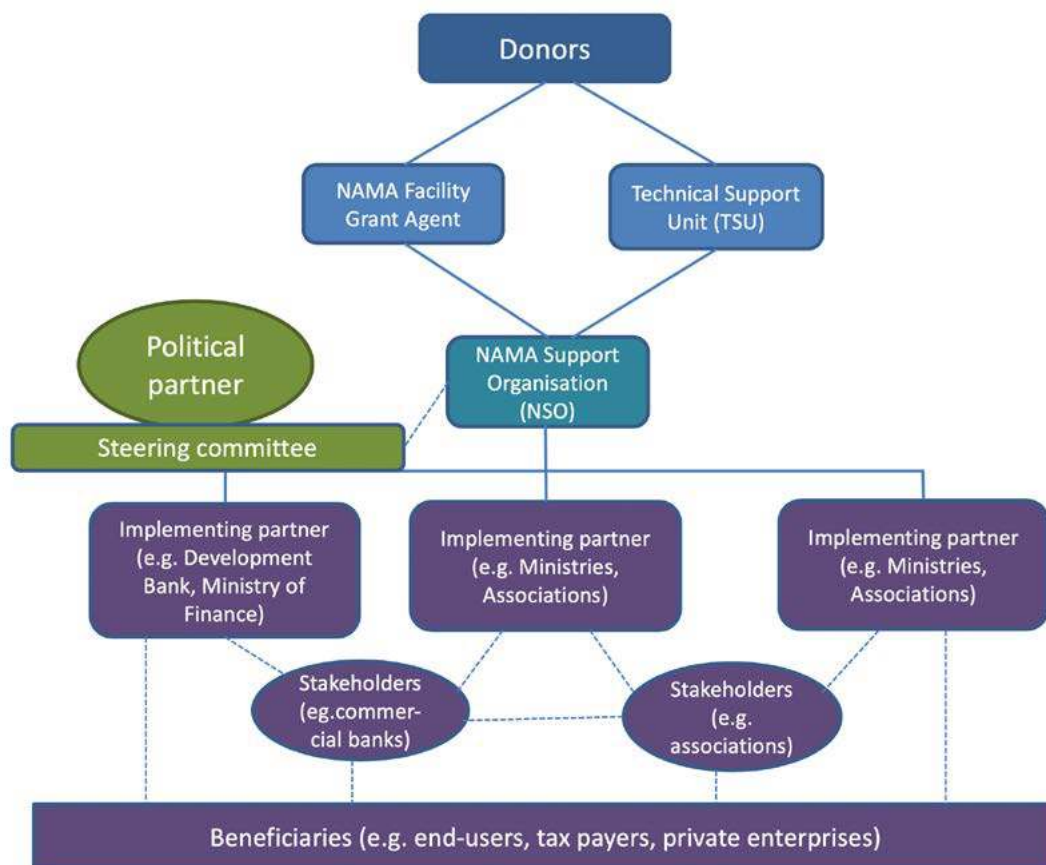 Donors
NAMA Facility
Grant Agent
Technical Support
Unit (TSU)
Political
partner
NAMA Support
Organisation
(NSO)
Steering committee
Implementing partner
(e.g. Development
Bank, Ministry of
Finance)
Implementing partner
(e.g. Ministries,
Associations)
Implementing partner
(e.g. Ministries,
Associations)
Stakeholders
(eg.commer-
cial banks)
Stakeholders
(e.g.
associations)
Beneficiaries (e.g. end-users, tax payers, private enterprises)